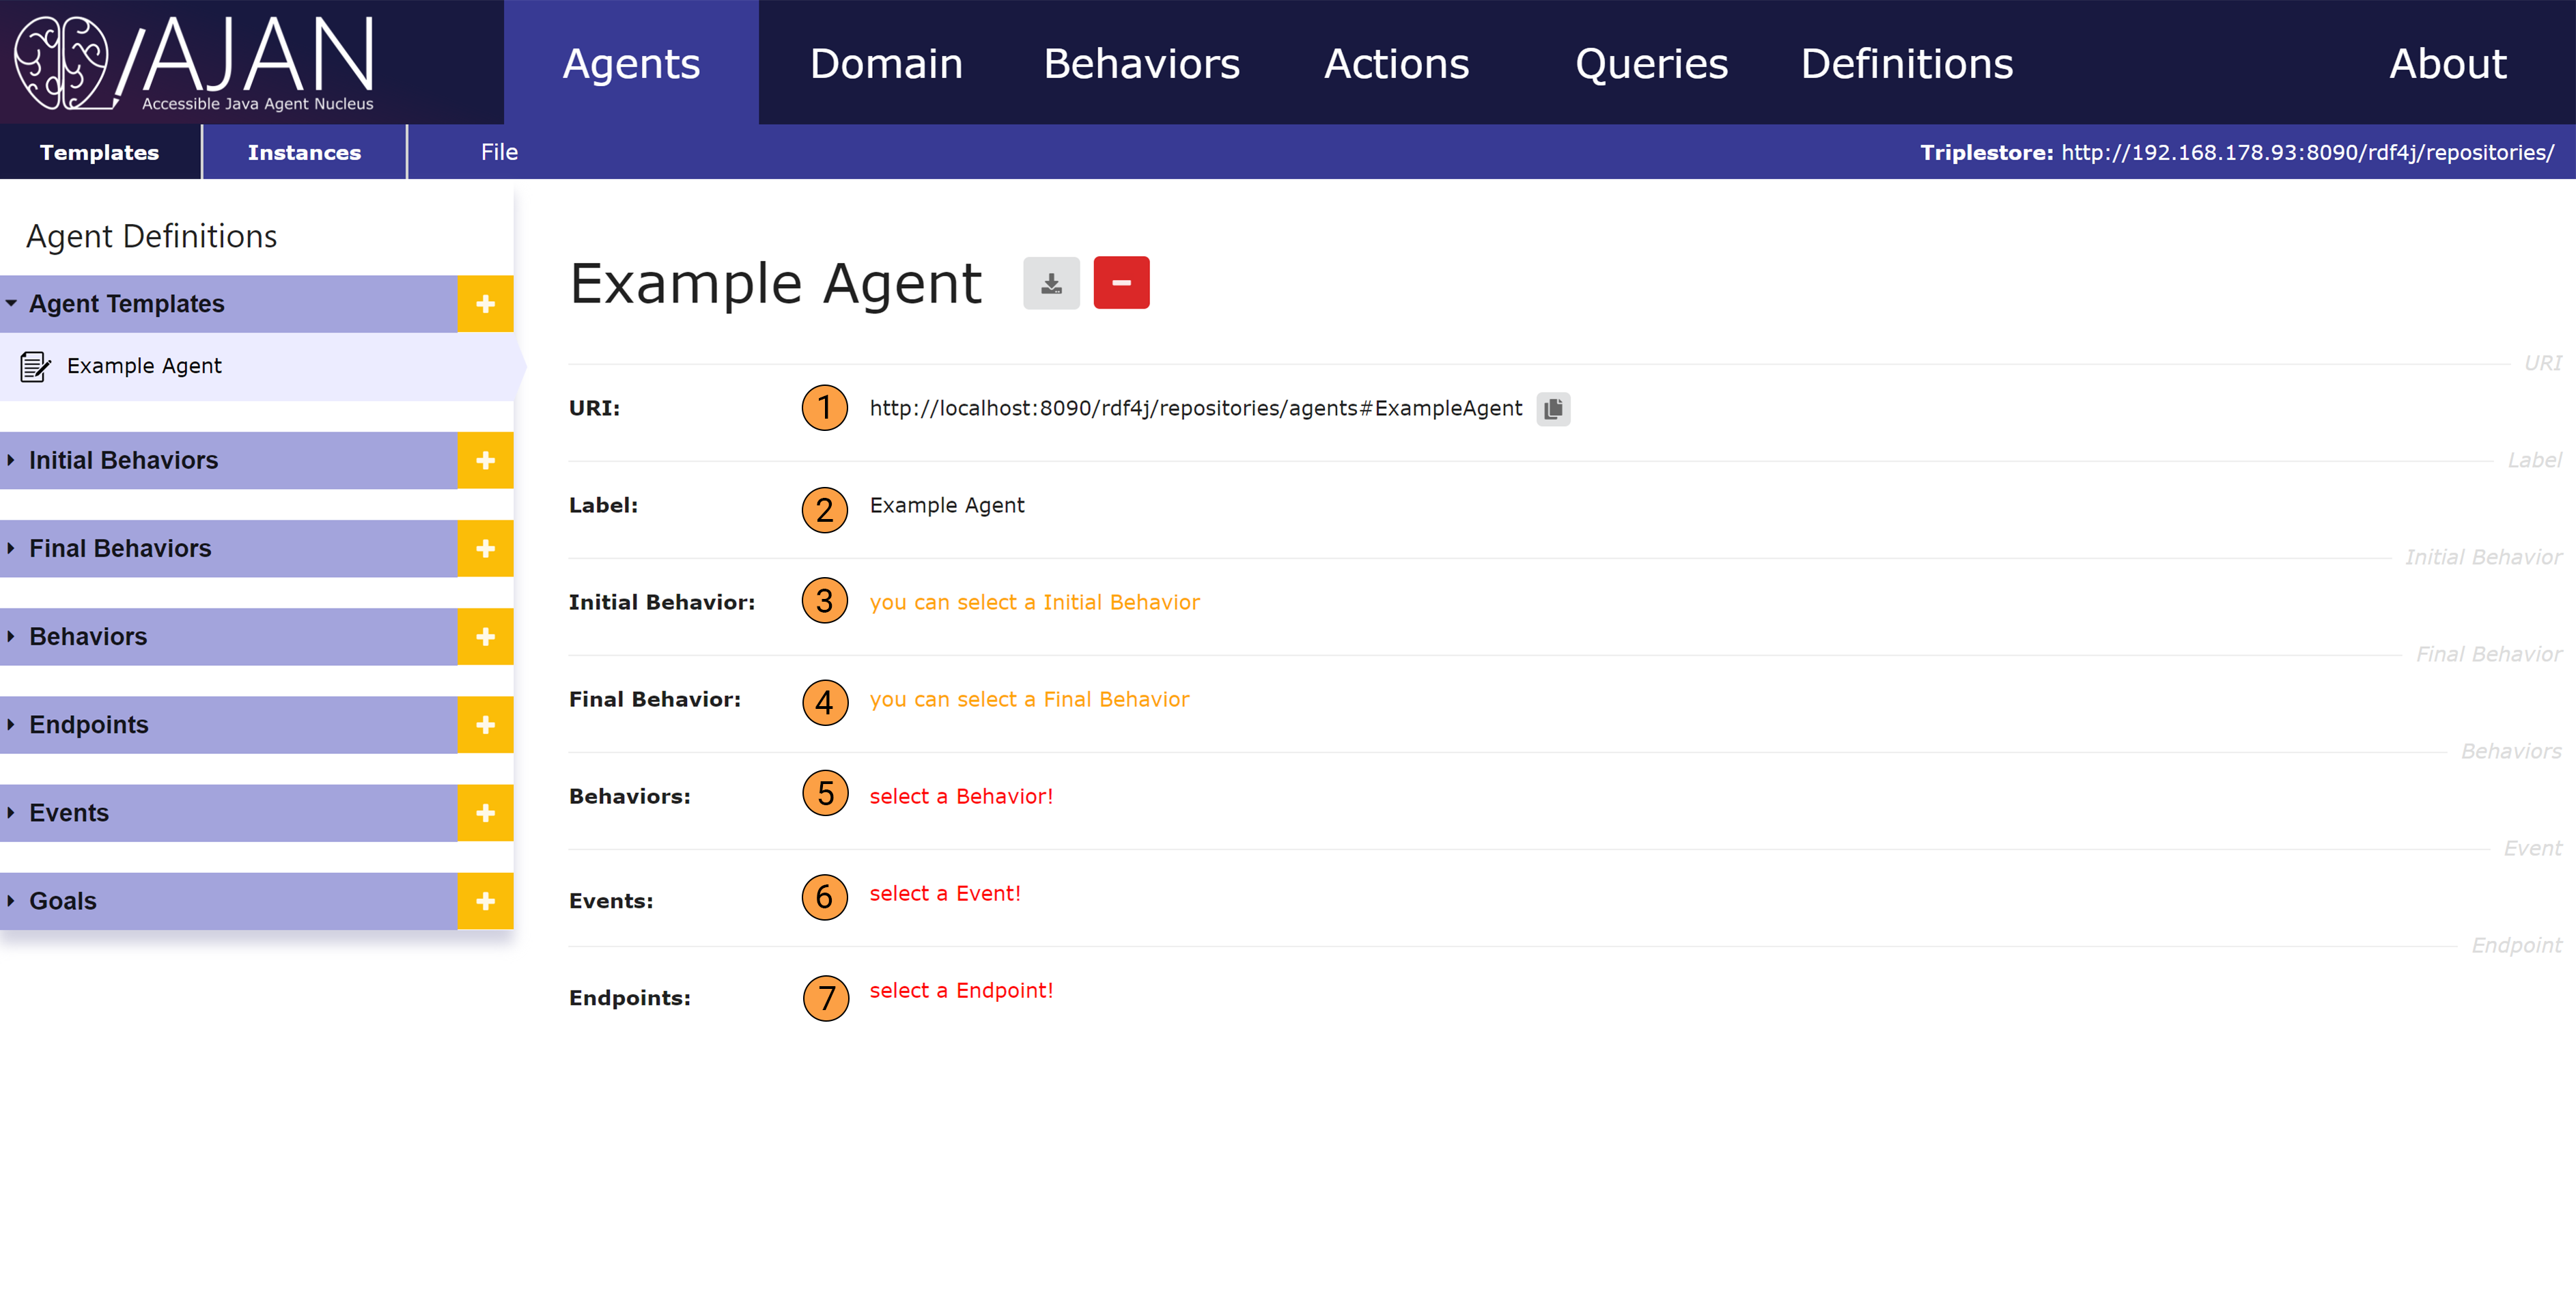 AJAN
Accessible Java Agent Nucleus
Agents Domain Behaviors Actions Queries Definitions About
Templates Instances File Triplestore: http://192.168.178.93:8090/rdf4j/repositories/
Agent Definitions
Agent Templates
Example Agent
Initial Behaviors
Final Behaviors
Behaviors
Endpoints
Events
Goals
Example Agent
URI
URI: 1 http://localhost:8090/rdf4j/repositories/agents#ExampleAgent
Label
Label: 2 Example Agent
Initial Behavior
Initial Behavior: 3 you can select a Initial Behavior
Final Behavior
Final Behavior: 4 you can select a Final Behavior
Behaviors
Behaviors: 5 select a Behavior!
Event
Events: 6 select a Event!
Endpoint
Endpoints: 7 select a Endpoint!